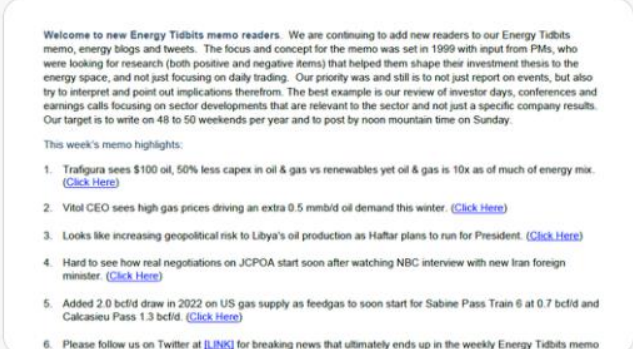 Welcome to new Energy Tidbits memo readers. We are continuing to add new readers to our Energy Tidbits
memo, energy blogs and tweets. The focus and concept for the memo was set in 1999 with input from PMs, who
were looking for research (both positive and negative items) that helped them shape their investment thesis to the
energy space, and not just focusing on daily trading. Our priority was and still is to not just report on events, but also
try to interpret and point out implications therefrom. The best example is our review of investor days, conferences and
earnings calls focusing on sector developments that are relevant to the sector and not just a specific company results.
Our target is to write on 48 to 50 weekends per year and to post by noon mountain time on Sunday.
This week's memo highlights:
1. Trafigura sees $100 oil, 50% less capex in oil & gas vs renewables yet oil & gas is 10x as of much of energy mix.
(Click Here)
2. Vitol CEO sees high gas prices driving an extra 0.5 mmb/d oil demand this winter. (Click Here)
3. Looks like increasing geopolitical risk to Libya's oil production as Haftar plans to run for President. (Click Here)
4. Hard to see how real negotiations on JCPOA start soon after watching NBC interview with new Iran foreign
minister. (Click Here)
5. Added 2.0 bcf/d draw in 2022 on US gas supply as feedgas to soon start for Sabine Pass Train 6 at 0.7 bcf/d and
Calcasieu Pass 1.3 bcf/d. (Click Here)
6. Please follow us on Twitter at [LINK] for breaking news that ultimately ends up in the weekly Energy Tidbits memo